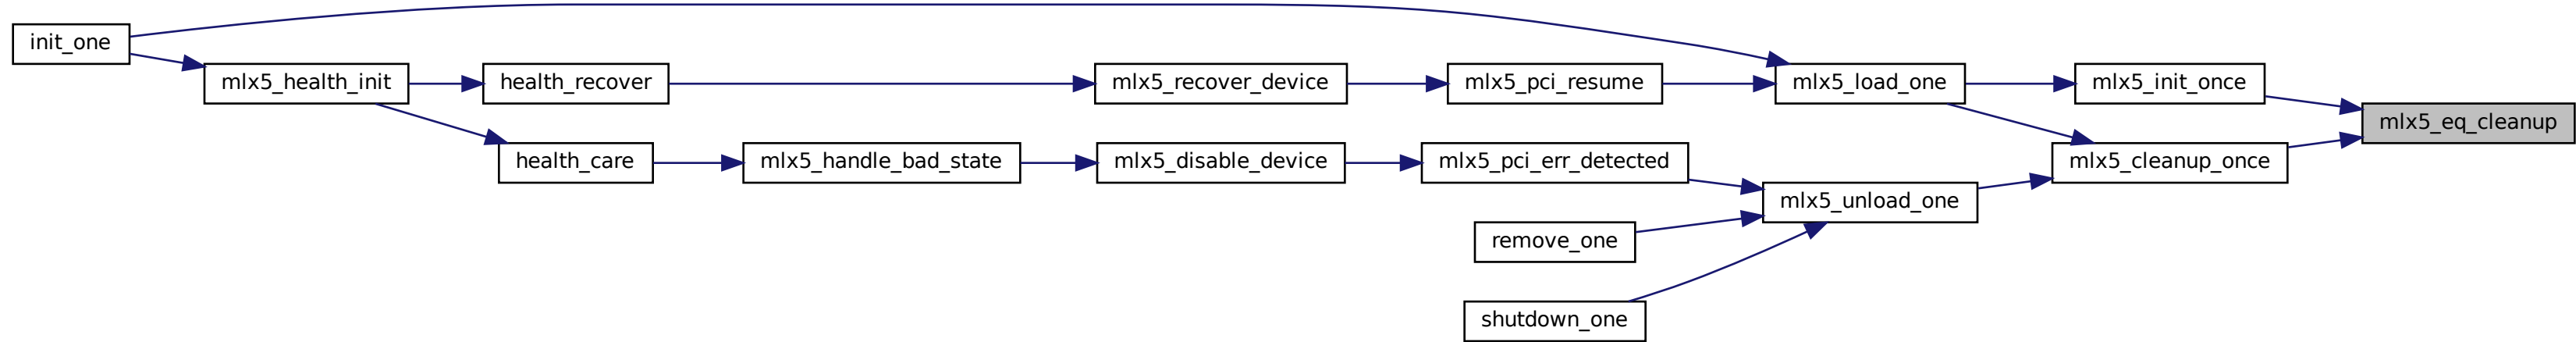 init_one
mlx5_health_init
health_recover
mlx5_recover_device
mlx5_pci_resume
mlx5_load_one
mlx5_init_once
mlx5_eq_cleanup
health_care
mlx5_handle_bad_state
mlx5_disable_device
mlx5_pci_err_detected
mlx5_cleanup_once
mlx5_unload_one
remove_one
shutdown_one